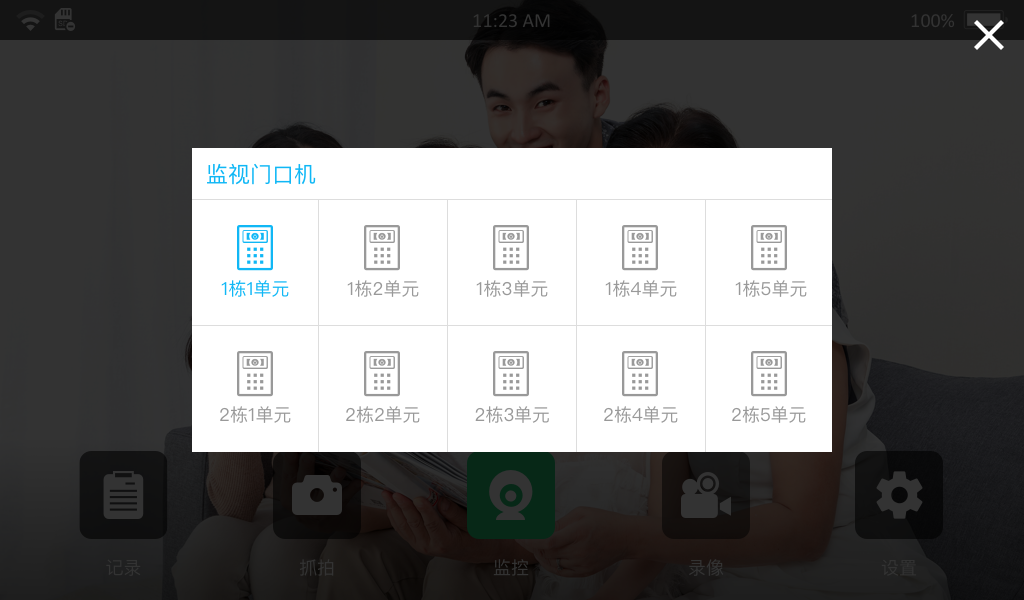 11:23 AM
100%
监视门口机
1栋1单元
1栋2单元
1栋3单元
1栋4单元
1栋5单元
2栋1单元
2栋2单元
2栋3单元
2栋4单元
2栋5单元
记录
抓拍
监控
录像
设置